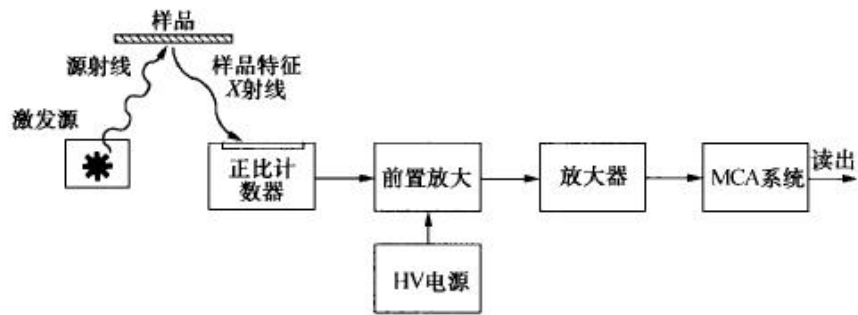 样品
源射线
样品特征
X射线
激发源
正比计
数器
前置放大
放大器
MCA系统
读出
HV电源